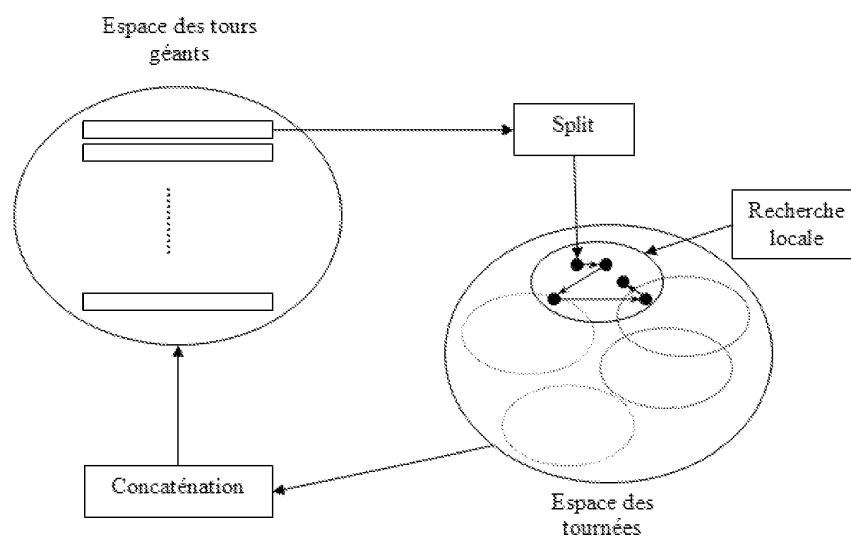 Espace des tours
géants
Split
Recherche
locale
Concaténation
Espace des
tournées